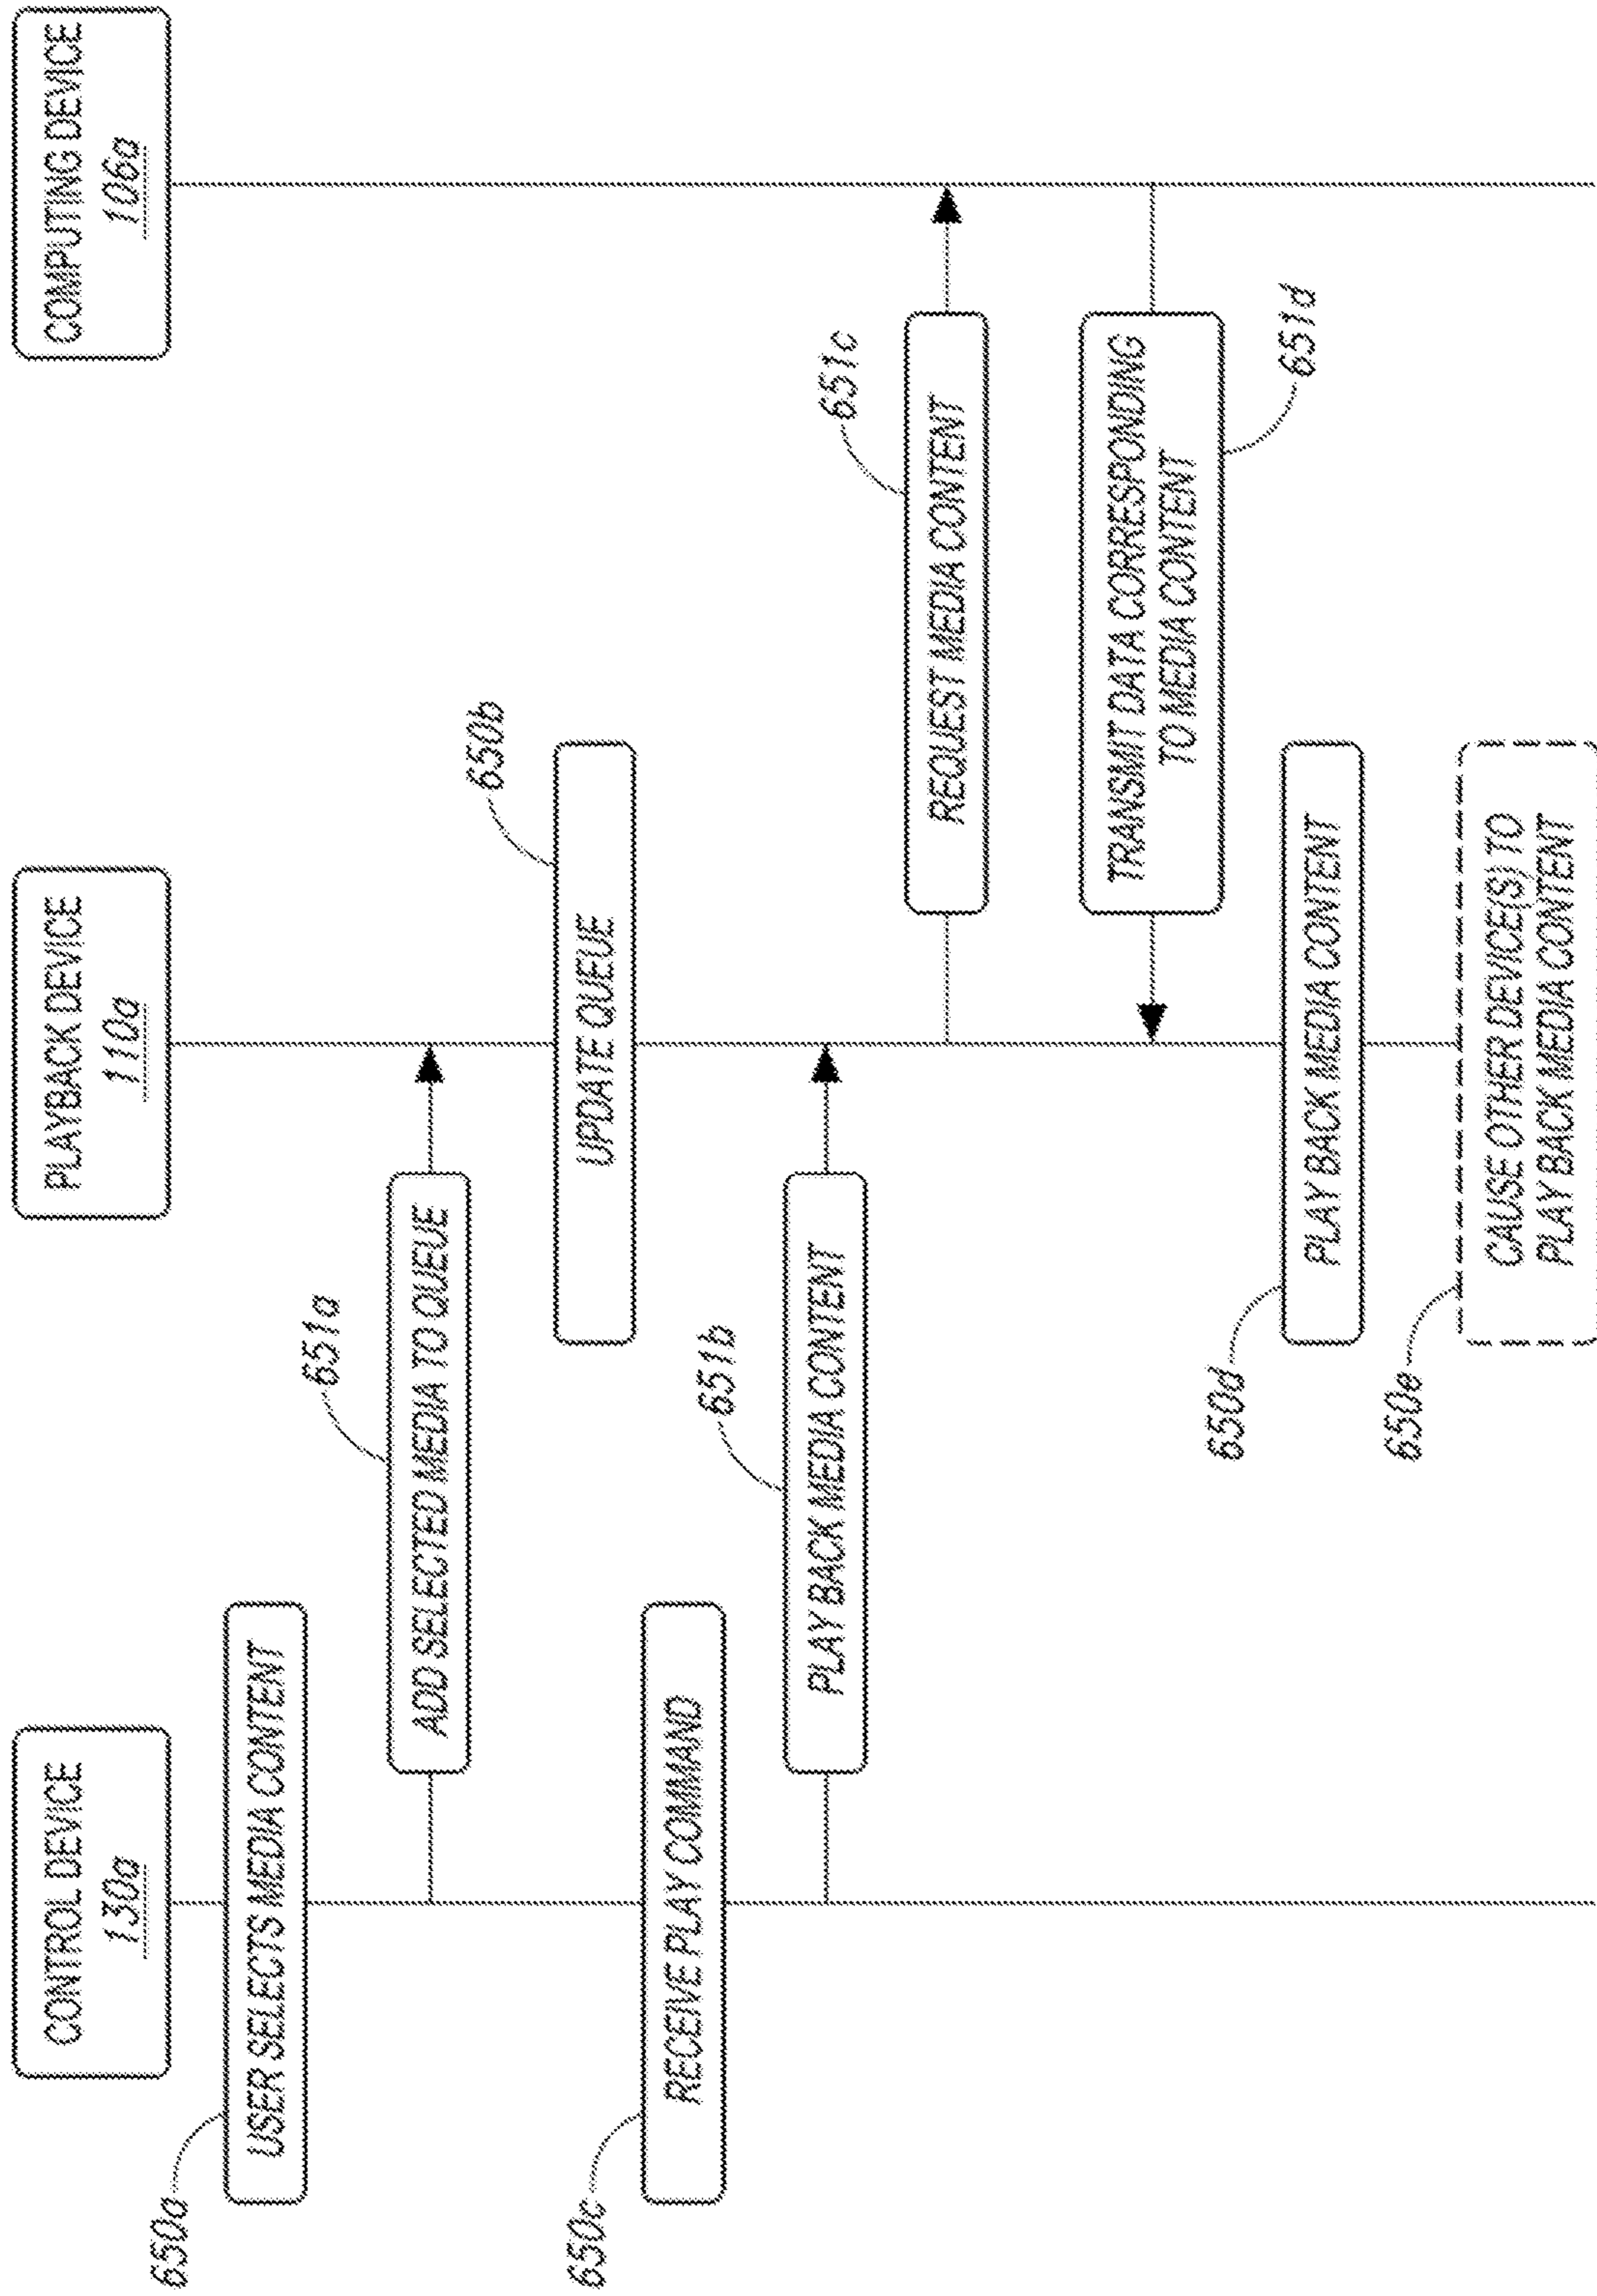 CONTROL DEVICE
130a
PLAYBACK DEVICE
110a
COMPUTING DEVICE
106a
650a
USER SELECTS MEDIA CONTENT
651a
ADD SELECTED MEDIA TO QUEUE
650b
UPDATE QUEUE
650c
RECEIVE PLAY COMMAND
651b
PLAY BACK MEDIA CONTENT
651c
REQUEST MEDIA CONTENT
TRANSMIT DATA CORRESPONDING
TO MEDIA CONTENT
651d
650d
PLAY BACK MEDIA CONTENT
650e
CAUSE OTHER DEVICE(S) TO
PLAY BACK MEDIA CONTENT